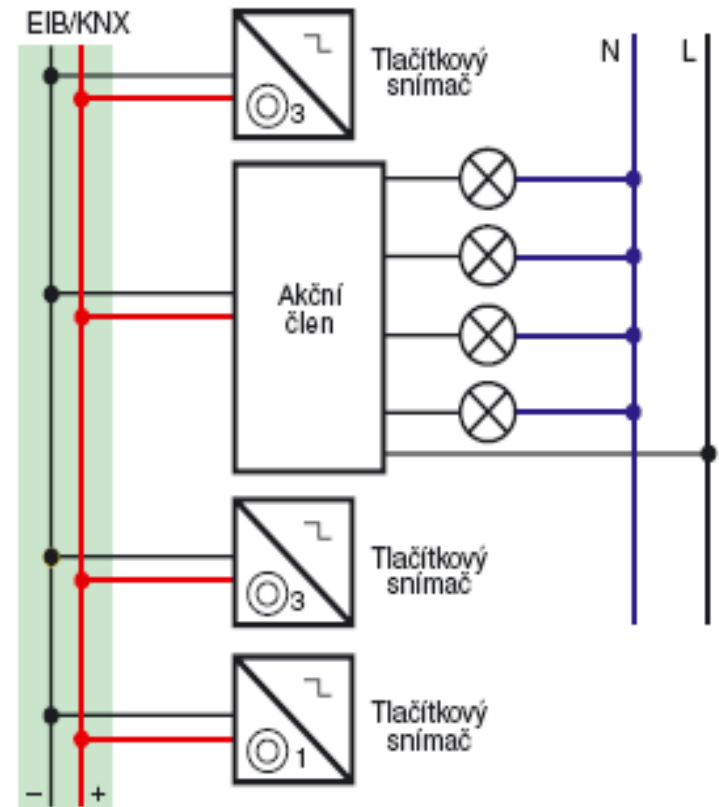 EIB/KNX
Tlačítkový
snímač
3
N
L
Akční
člen
Tlačítkový
snímač
3
Tlačítkový
snímač
1
– +